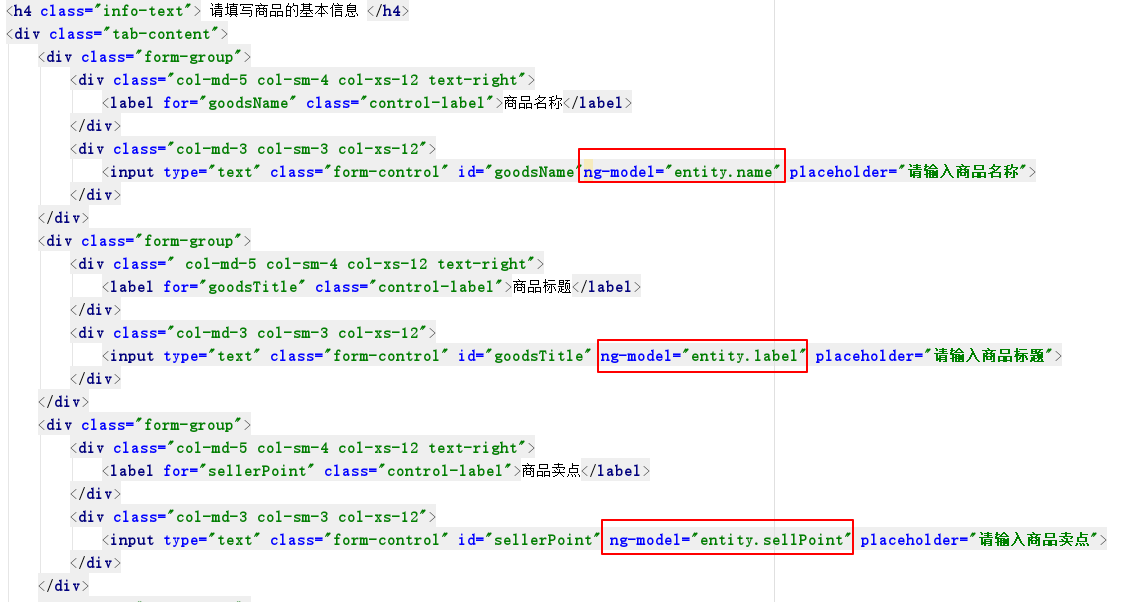 <h4 class="info-text"> 请填写商品的基本信息 </h4>
<div class="tab-content">
<div class="form-group">
<div class="col-md-5 col-sm-4 col-xs-12 text-right">
<label for="goodsName" class="control-label">商品名称</label>
</div>
<div class="col-md-3 col-sm-3 col-xs-12">
<input type="text" class="form-control" id="goodsName"ng-model="entity.name" placeholder="请输入商品名称">
</div>
</div>
<div class="form-group">
<div class=" col-md-5 col-sm-4 col-xs-12 text-right">
<label for="goodsTitle" class="control-label">商品标题</label>
</div>
<div class="col-md-3 col-sm-3 col-xs-12">
<input type="text" class="form-control" id="goodsTitle" ng-model="entity.label" placeholder="请输入商品标题">
</div>
</div>
<div class="form-group">
<div class="col-md-5 col-sm-4 col-xs-12 text-right">
<label for="sellerPoint" class="control-label">商品卖点</label>
</div>
<div class="col-md-3 col-sm-3 col-xs-12">
<input type="text" class="form-control" id="sellerPoint" ng-model="entity.sellPoint" placeholder="请输入商品卖点">
</div>
</div>